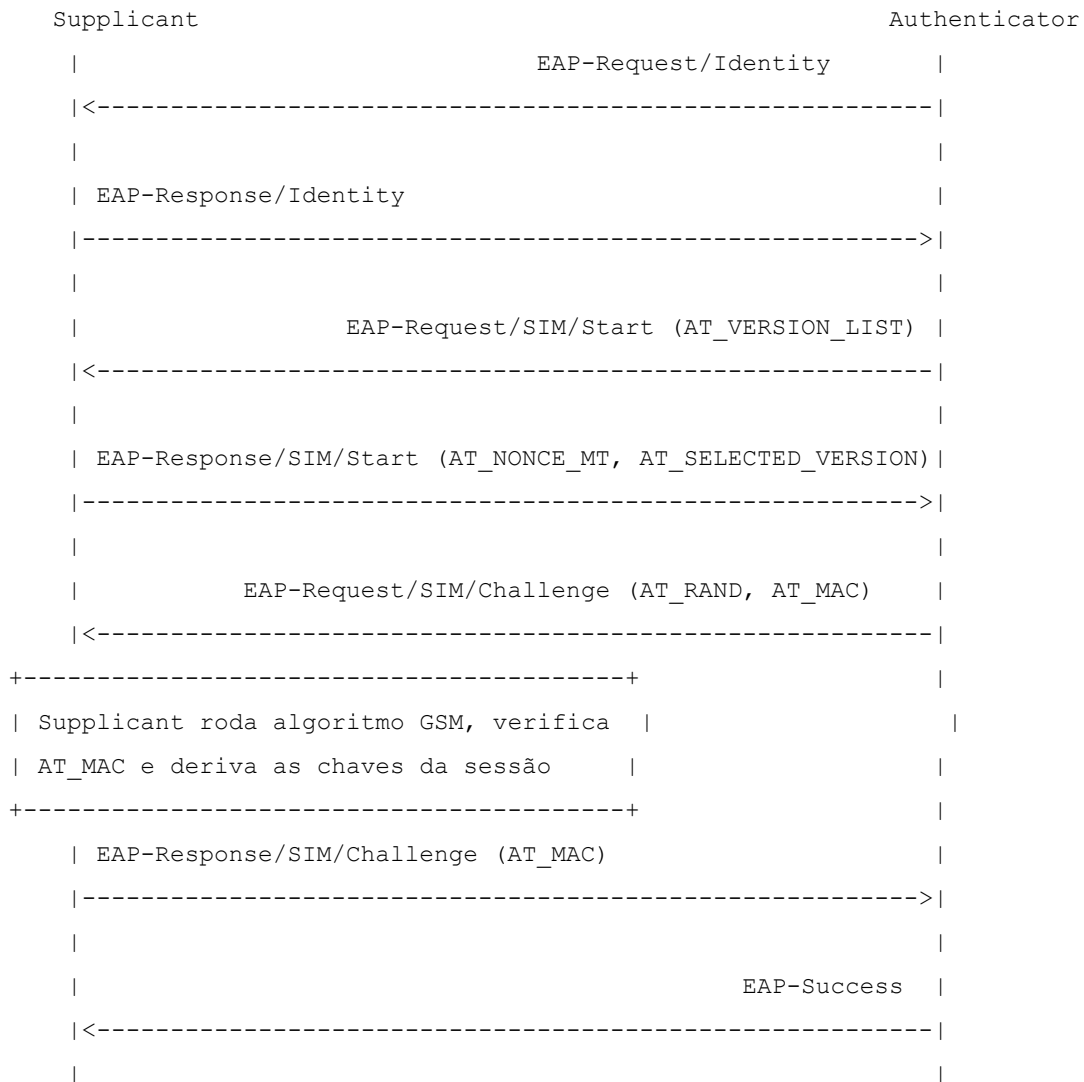 Supplicant Authenticator
| EAP-Request/Identity |
|<---------------------------------------------------------|
| |
| EAP-Response/Identity |
|--------------------------------------------------------->|
| |
| EAP-Request/SIM/Start (AT_VERSION_LIST) |
|<---------------------------------------------------------|
| |
| EAP-Response/SIM/Start (AT_NONCE_MT, AT_SELECTED_VERSION)|
|--------------------------------------------------------->|
| |
| EAP-Request/SIM/Challenge (AT_RAND, AT_MAC) |
|<---------------------------------------------------------|
+-----------------------------------------+ |
| Supplicant roda algoritmo GSM, verifica | |
| AT_MAC e deriva as chaves da sessão | |
+-----------------------------------------+ |
| EAP-Response/SIM/Challenge (AT_MAC) |
|--------------------------------------------------------->|
| |
| EAP-Success |
|<---------------------------------------------------------|
| |